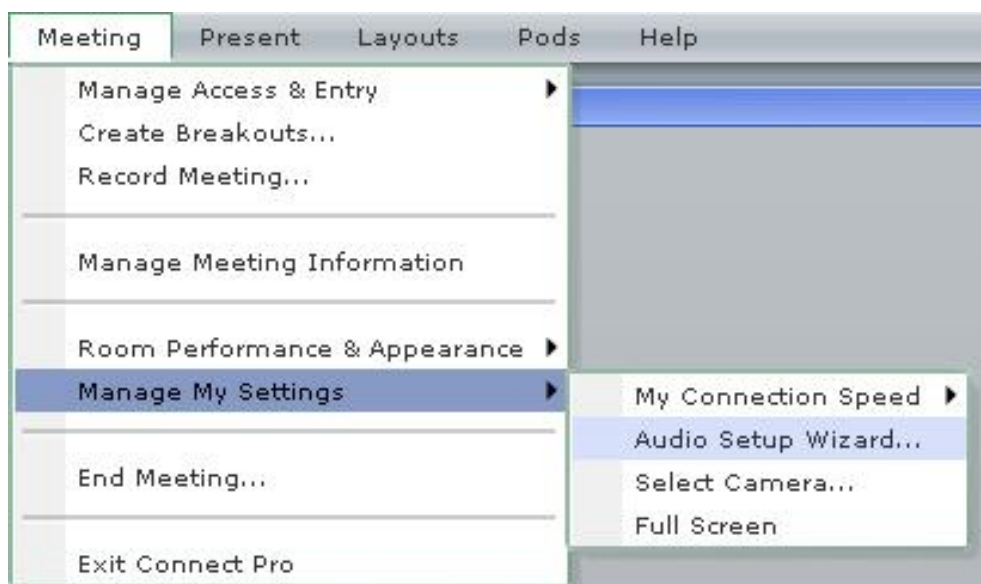 Meeting Present Layouts Pods Help
Manage Access & Entry
Create Breakouts...
Record Meeting...
Manage Meeting Information
Room Performance & Appearance
Manage My Settings
My Connection Speed
Audio Setup Wizard...
Select Camera...
Full Screen
End Meeting...
Exit Connect Pro